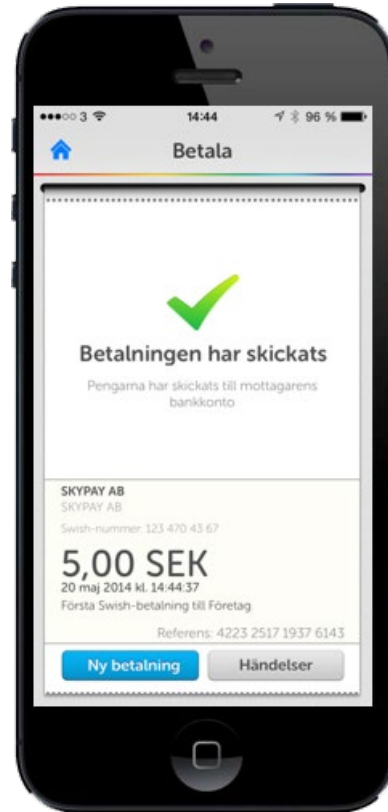 3 14:44 96 %
Betala
Betalningen har skickats
Pengarna har skickats till mottagarens
bankkonto
SKYPAY AB
SKYPAY AB
Swish-nummer: 123 470 43 67
5,00 SEK
20 maj 2014 kl. 14:44:37
Första Swish-betalning till Företag
Referens: 4223 2517 1937 6143
Ny betalning Händelser